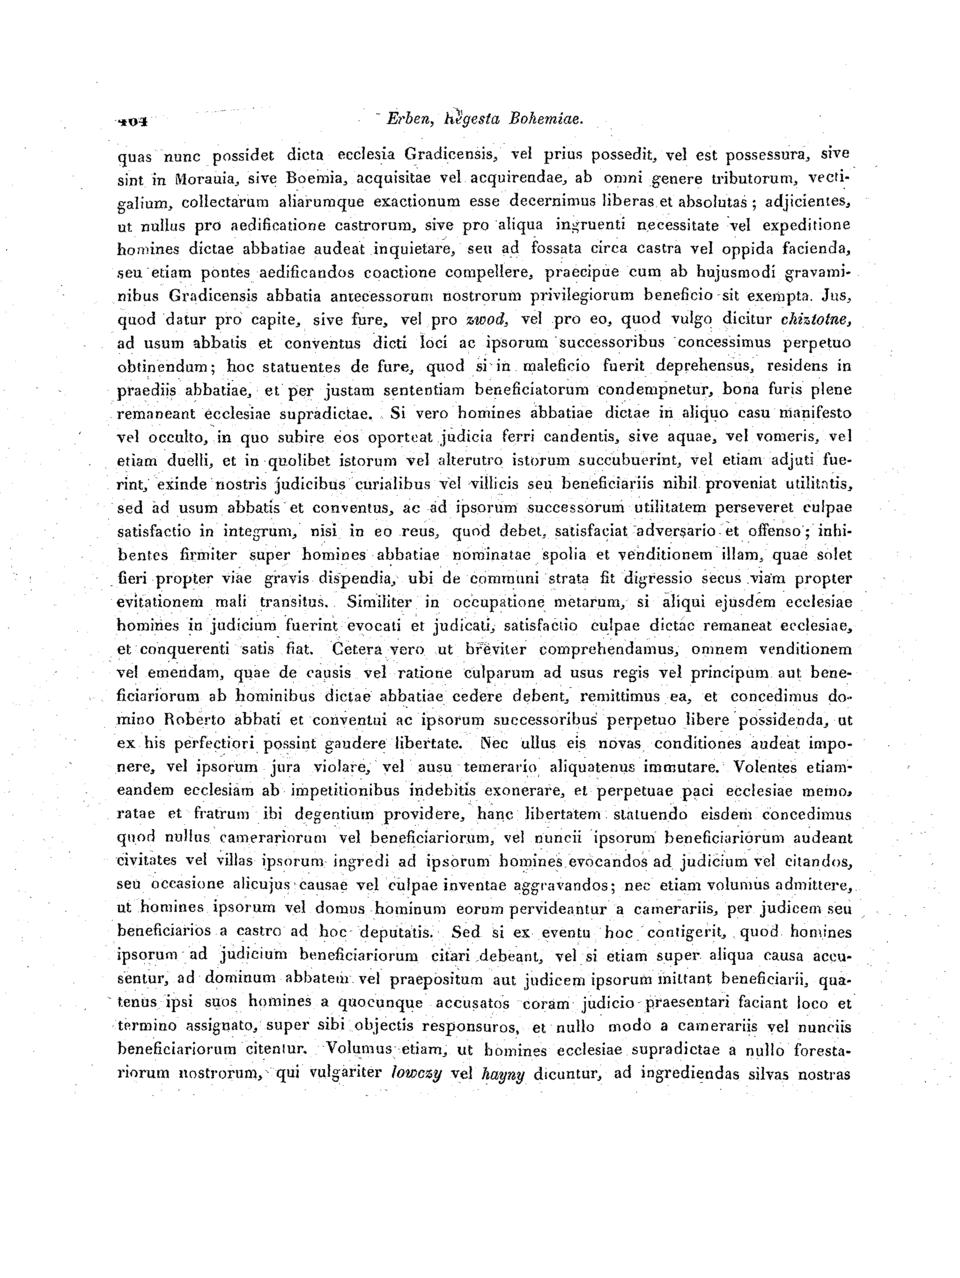 404 Erben, Regesta Bohemiae.
quas nunc possidet dicta ecclesia Gradicensis, vel prius possedit, vel est possessura, sive
sint in Morauia, sive Boemia, acquisitae vel acquirendae, ab omni genere tributorum, vecti-
galium, collectarum aliarumque exactionum esse decernimus liberas et absolutas; adjicientes,
ut nullus pro aedificatione castrorum, sive pro aliqua ingruenti necessitate vel expeditione
homines dictae abbatiae audeat inquietare, seu ad fossata circa castra vel oppida facienda,
seu etiam pontes aedificandos coactione compellere, praecipue cum ab hujusmodi gravami-
nibus Gradicensis abbatia antecessorum nostrorum privilegiorum beneficio sit exempta. Jus,
quod datur pro capite, sive fure, vel pro zwod, vel pro eo, quod vulgo dicitur chiztotne,
ad usum abbatis et conventus dicti loci ac ipsorum successoribus concessimus perpetuo
obtinendum; hoc statuentes de fure, quod si in maleficio fuerit deprehensus, residens in
praediis abbatiae, et per justam sententiam beneficiatorum condempnetur, bona furis plene
remaneant ecclesiae supradictae. Si vero homines abbatiae dictae in aliquo casu manifesto
vel occulto, in quo subire eos oporteat judicia ferri candentis, sive aquae, vel vomeris, vel
etiam duelli, et in quolibet istorum vel alterutro istorum succubuerint, vel etiam adjuti fue-
rint, exinde nostris judicibus curialibus vel villicis seu beneficiariis nihil proveniat utilitatis,
sed ad usum abbatis et conventus, ac ad ipsorum successorum utilitatem perseveret culpae
satisfactio in integrum, nisi in eo reus, quod debet, satisfaciat adversario et offenso; inhi-
bentes firmiter super homines abbatiae nominatae spolia et venditionem illam, quae solet
fieri propter viae gravis dispendia, ubi de communi strata fit digressio secus viam propter
evitationem mali transitus. Similiter in occupatione metarum, si aliqui ejusdem ecclesiae
homines in judicium fuerint evocati et judicati, satisfactio culpae dictae remaneat ecclesiae,
et conquerenti satis fiat. Cetera vero ut breviter comprehendamus, omnem venditionem
vel emendam, quae de causis vel ratione culparum ad usus regis vel principum aut bene-
ficiariorum ab hominibus dictae abbatiae cedere debent, remittimus ea, et concedimus do-
mino Roberto abbati et conventui ac ipsorum successoribus perpetuo libere possidenda, ut
ex his perfectiori possint gaudere libertate. Nec ullus eis novas conditiones audeat impo-
nere, vel ipsorum jura violare, vel ausu temerario aliquatenus immutare. Volentes etiam
eandem ecclesiam ab impetitionibus indebitis exonerare, et perpetuae paci ecclesiae memo-
ratae et fratrum ibi degentium providere, hanc libertatem statuendo eisdem concedimus
quod nullus camerariorum vel beneficiariorum, vel nuncii ipsorum beneficiariorum audeant
civitates vel villas ipsorum ingredi ad ipsorum homines evocandos ad judicium vel citandos,
seu occasione alicujus causae vel culpae inventae aggravandos; nec etiam volumus admittere,
ut homines ipsorum vel domus hominum eorum pervideantur a camerariis, per judicem seu
beneficiarios a castro ad hoc deputatis. Sed si ex eventu hoc contigerit, quod homines
ipsorum ad judicium beneficiariorum citari debeant, vel si etiam super aliqua causa accu-
sentur, ad dominum abbatem vel praepositum aut judicem ipsorum mittant beneficiarii, qua-
tenus ipsi suos homines a quocunque accusatos coram judicio praesentari faciant loco et
termino assignato, super sibi objectis responsuros, et nullo modo a camerariis vel nunciis
beneficiariorum citentur. Volumus etiam, ut homines ecclesiae supradictae a nullo foresta-
riorum nostrorum, qui vulgariter lowczy vel hayny dicuntur, ad ingrediendas silvas nostras